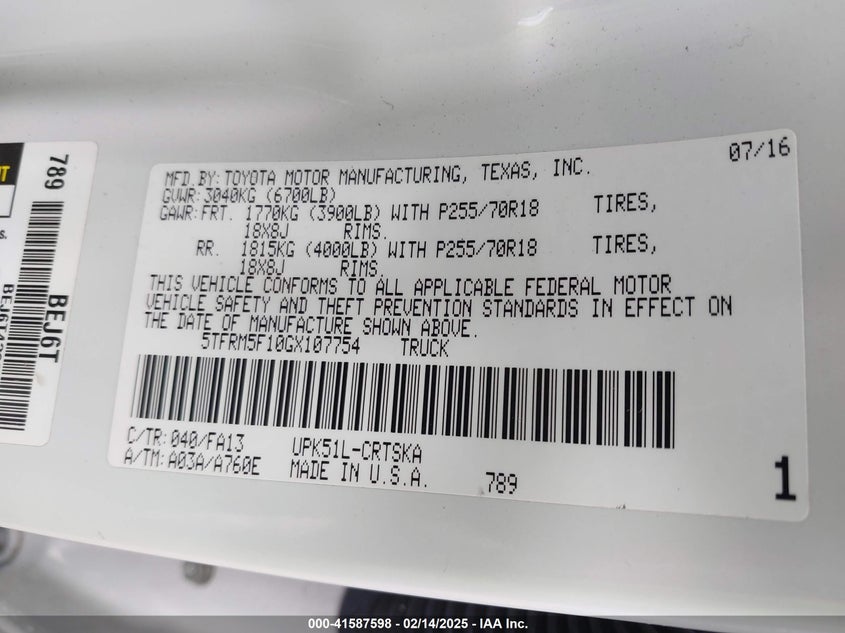 789
BEJ6T
s.
MFD.BY:TOYOTA MOTOR MANUFACTURING, TEXAS, INC. 07/16
GVWR:3040KG (6700LB)
GAWR:FRT. 1770KG (3900LB) WITH P255/70R18 TIRES,
18X8J RIMS.
RR. 1815KG (4000LB) WITH P255/70R18 TIRES,
18X8J RIMS.
THIS VEHICLE CONFORMS TO ALL APPLICABLE FEDERAL MOTOR
VEHICLE SAFETY AND THEFT PREVENTION STANDARDS IN EFFECT ON
THE DATE OF MANUFACTURE SHOWN ABOVE.
5TFRM5F10GX107754 TRUCK
C/TR:040/FA13 UPK51L-CRTSKA
A/TM:A03A/A760E MADE IN U.S.A. 789
1
000-41587598 - 02/14/2025 - IAA Inc.